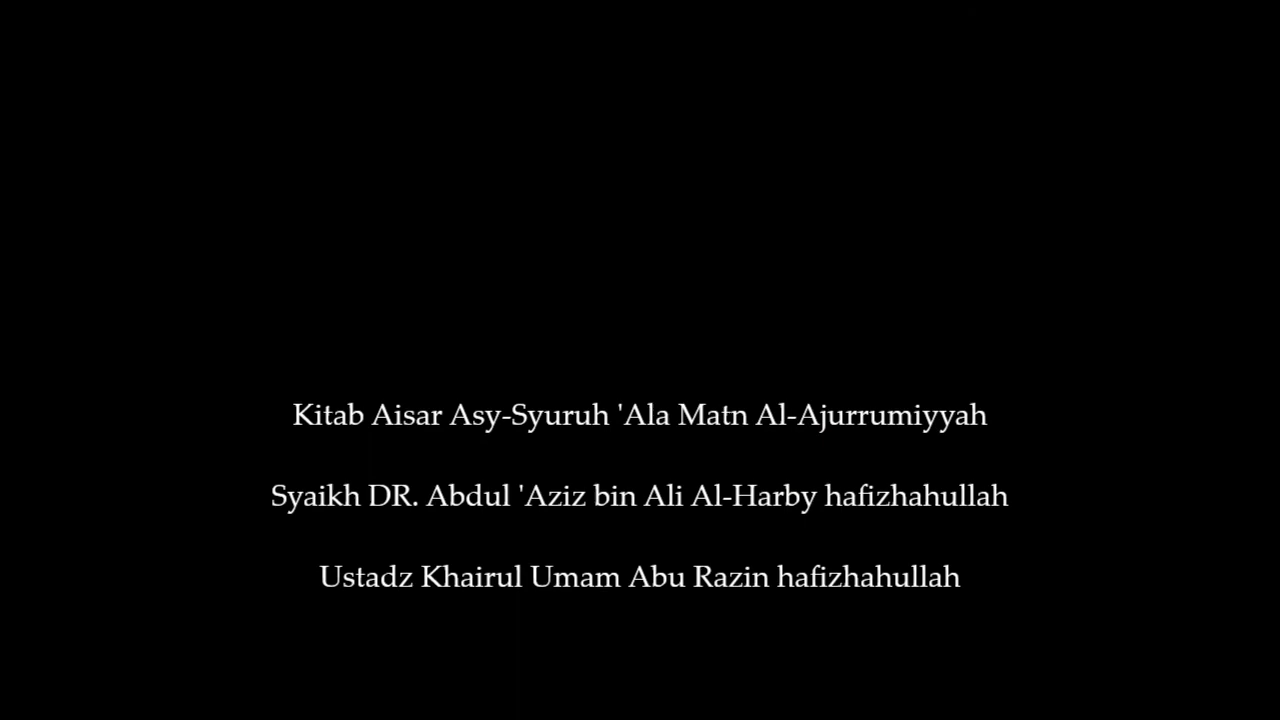 Kitab Aisar Asy-Syuruh 'Ala Matn Al-Ajurrumiyyah
Syaikh DR. Abdul 'Aziz bin Ali Al-Harby hafizhahullah
Ustadz Khairul Umam Abu Razin hafizhahullah